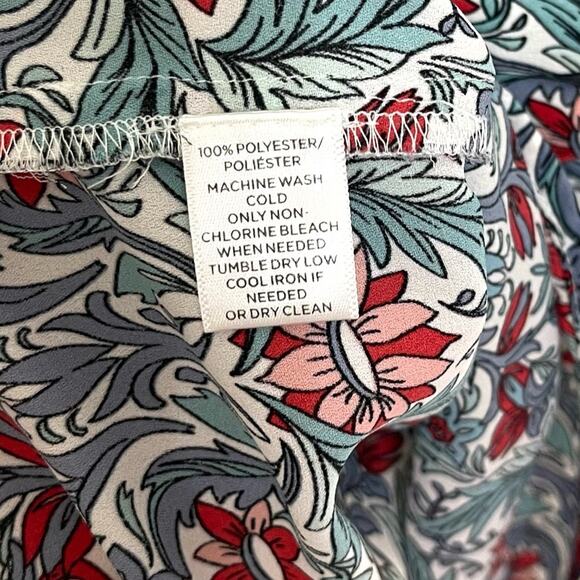 100% POLYESTER/
POLIÉSTER
MACHINE WASH
COLD
ONLY NON-
CHLORINE BLEACH
WHEN NEEDED
TUMBLE DRY LOW
COOL IRON IF
NEEDED
OR DRY CLEAN